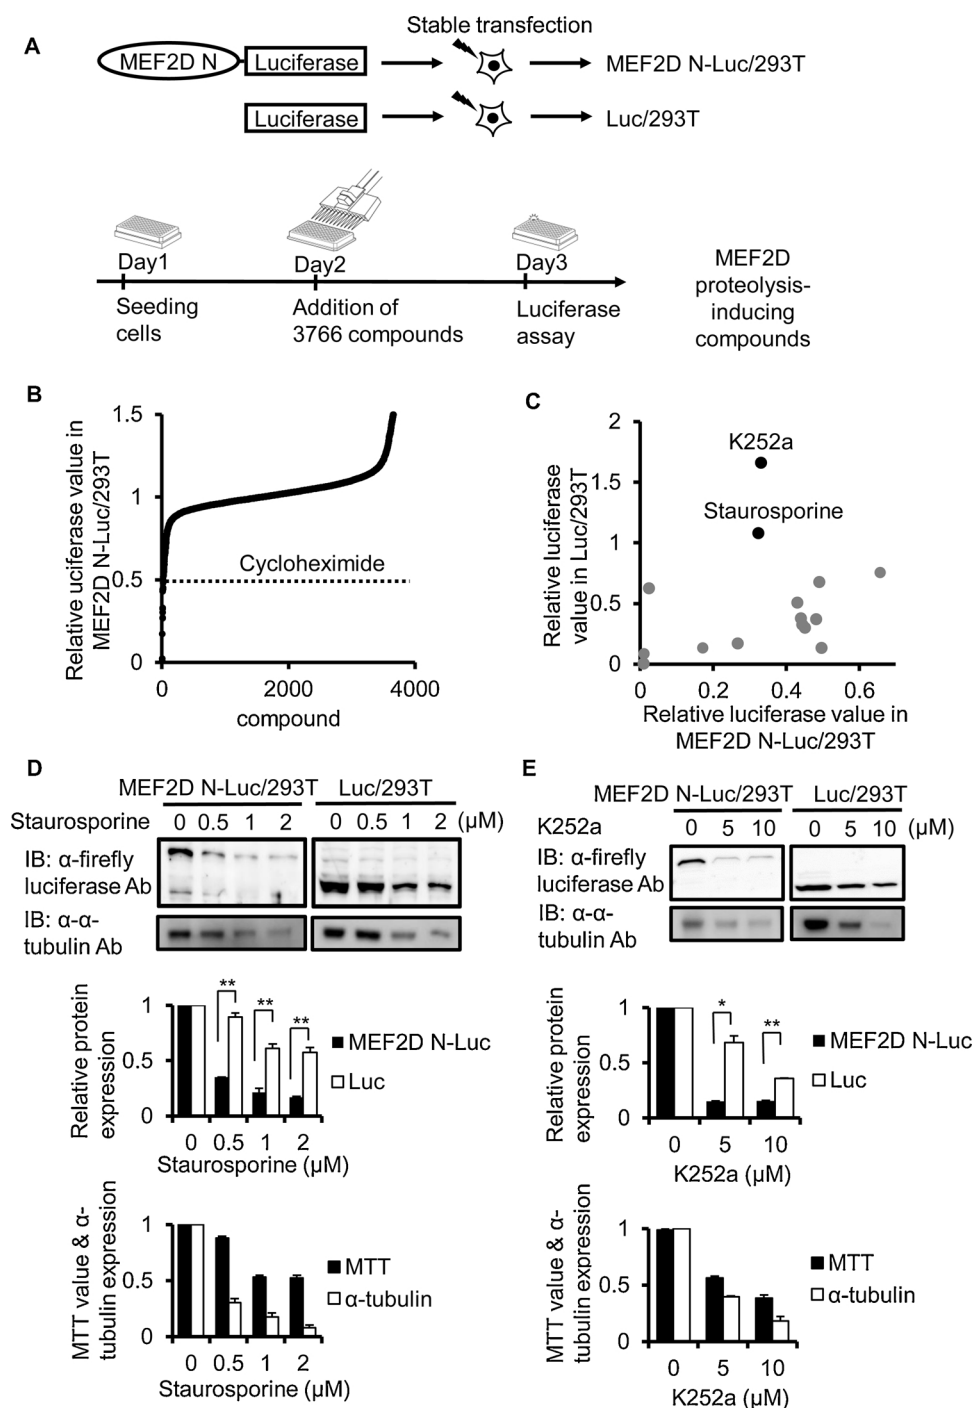 A
Stable transfection
MEF2D N
Luciferase
MEF2D N-Luc/293T
Luciferase
Luc/293T
Day1
Day2
Day3
Seeding
cells
Addition of
3766 compounds
Luciferase
assay
MEF2D
proteolysis-
inducing
compounds
B
Relative uciferase value in
MEF2D N-Luc/293T
1.5
1
0.5
0
Cycloheximide
0 2000 4000
compound
C
Relative luciferase
value in Luc/293T
2
1.5
1
0.5
0
K252a
Staurosporine
0 0.2 0.4 0.6
Relative luciferase value in
MEF2D N-Luc/293T
D
MEF2D N-Luc/293T Luc/293T
Staurosporine 0 0.5 1 2 0 0.5 1 2 (μM)
IB: α-firefly
luciferase Ab
IB: α-α-
tubulin Ab
Relative protein
expression
1
0.5
0
** ** **
MEF2D N-Luc
Luc
0 0.5 1 2
Staurosporine (μM)
MTT value & α-
tubulin expression
1
0.5
0
MTT
α-tubulin
0 0.5 1 2
Staurosporine (μM)
E
MEF2D N-Luc/293T Luc/293T
K252a 0 5 10 0 5 10 (μM)
IB: α-firefly
luciferase Ab
IB: α-α-
tubulin Ab
Relative protein
expression
1
0.5
0
* **
MEF2D N-Luc
Luc
0 5 10
K252a (μM)
MTT value & α-
tubulin expression
1
0.5
0
MTT
α-tubulin
0 5 10
K252a (μM)